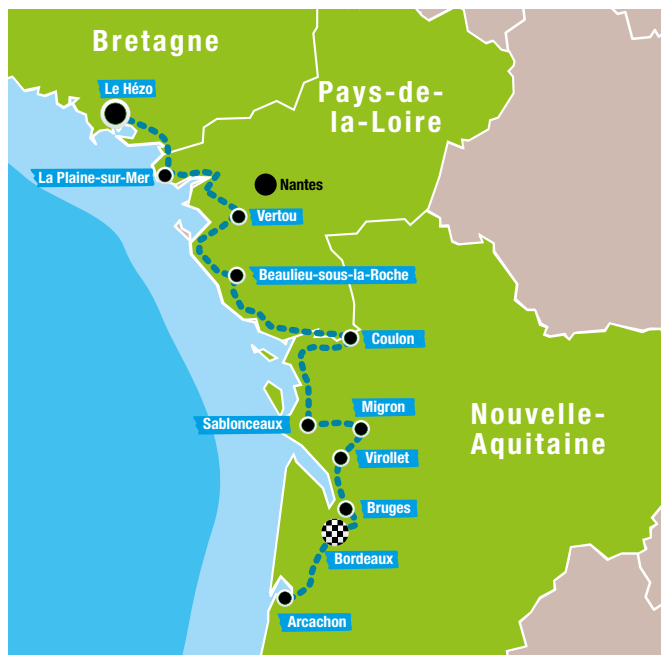 Bretagne
Le Hézo
Pays-de-
la-Loire
La Plaine-sur-Mer
Nantes
Vertou
Beaulieu-sous-la-Roche
Coulon
Migron
Nouvelle-
Aquitaine
Sablonceaux
Virollet
Bruges
Bordeaux
Arcachon